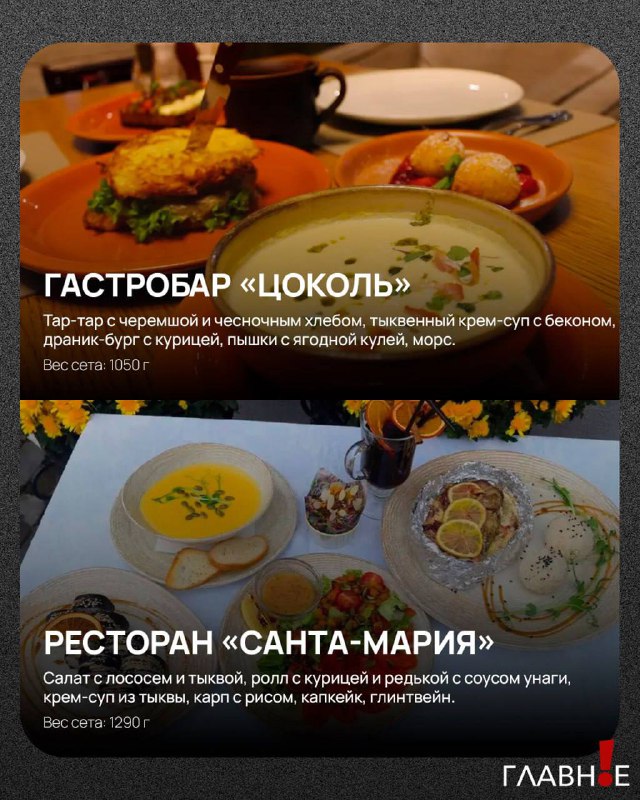 ГАСТРОБАР «ЦОКОЛЬ»
Тар-тар с черемшой и чесночным хлебом, тыквенный крем-суп с беконом,
драник-бург с курицей, пышки с ягодной кулей, морс.
Вес сета: 1050 г
РЕСТОРАН «САНТА-МАРИЯ»
Салат с лососем и тыквой, ролл с курицей и редькой с соусом унаги,
крем-суп из тыквы, карп с рисом, капкейк, глинтвейн.
Вес сета: 1290 г
ГЛАВН!Е